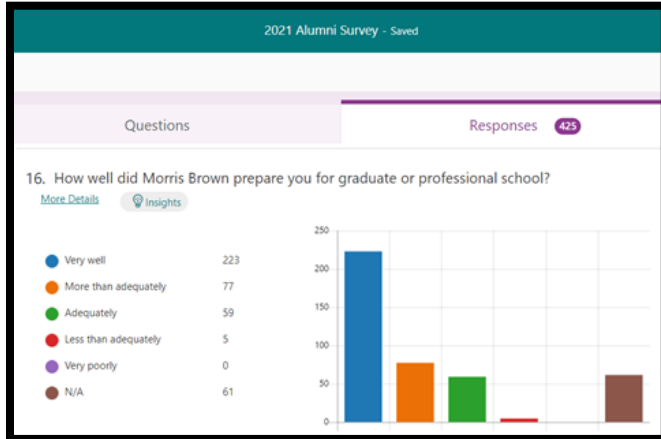 2021 Alumni Survey - Saved
Questions
Responses 425
16. How well did Morris Brown prepare you for graduate or professional school?
More Details Insights
Very well 223
More than adequately 77
Adequately 59
Less than adequately 5
Very poorly 0
N/A 61
250
200
150
100
50
0